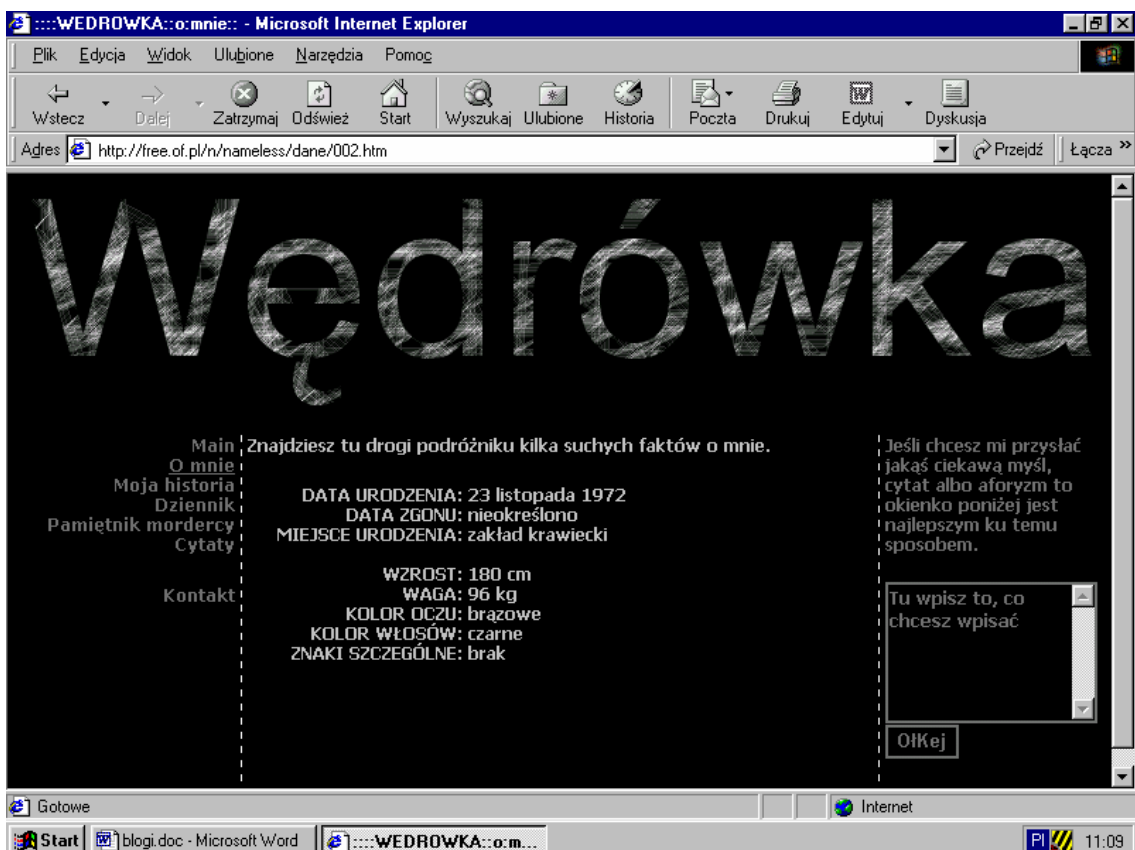 ::::WEDROWKA::o:mnie:: - Microsoft Internet Explorer
Plik Edycja Widok Ulubione Narzędzia Pomoc
Wstecz Dalej Zatrzymaj Odśwież Start Wyszukaj Ulubione Historia Poczta Drukuj Edytuj Dyskusja
Adres http://free.of.pl/n/nameless/dane/002.htm Przejdź Łącza »
Wędrówka
Main
O mnie
Moja historia
Dziennik
Pamiętnik mordercy
Cytaty
Kontakt
Znajdziesz tu drogi podróżniku kilka suchych faktów o mnie.
DATA URODZENIA: 23 listopada 1972
DATA ZGONU: nieokreślono
MIEJSCE URODZENIA: zakład krawiecki
WZROST: 180 cm
WAGA: 96 kg
KOLOR OCZU: brązowe
KOLOR WŁOSÓW: czarne
ZNAKI SZCZEGÓLNE: brak
Jeśli chcesz mi przysłać
jakąś ciekawą myśl,
cytat albo aforyzm to
okienko poniżej jest
najlepszym ku temu
sposobem.
Tu wpisz to, co
chcesz wpisać
OłKej
Gotowe Internet
Start blogi.doc - Microsoft Word ::::WEDROWKA::o:m... Pl 11:09